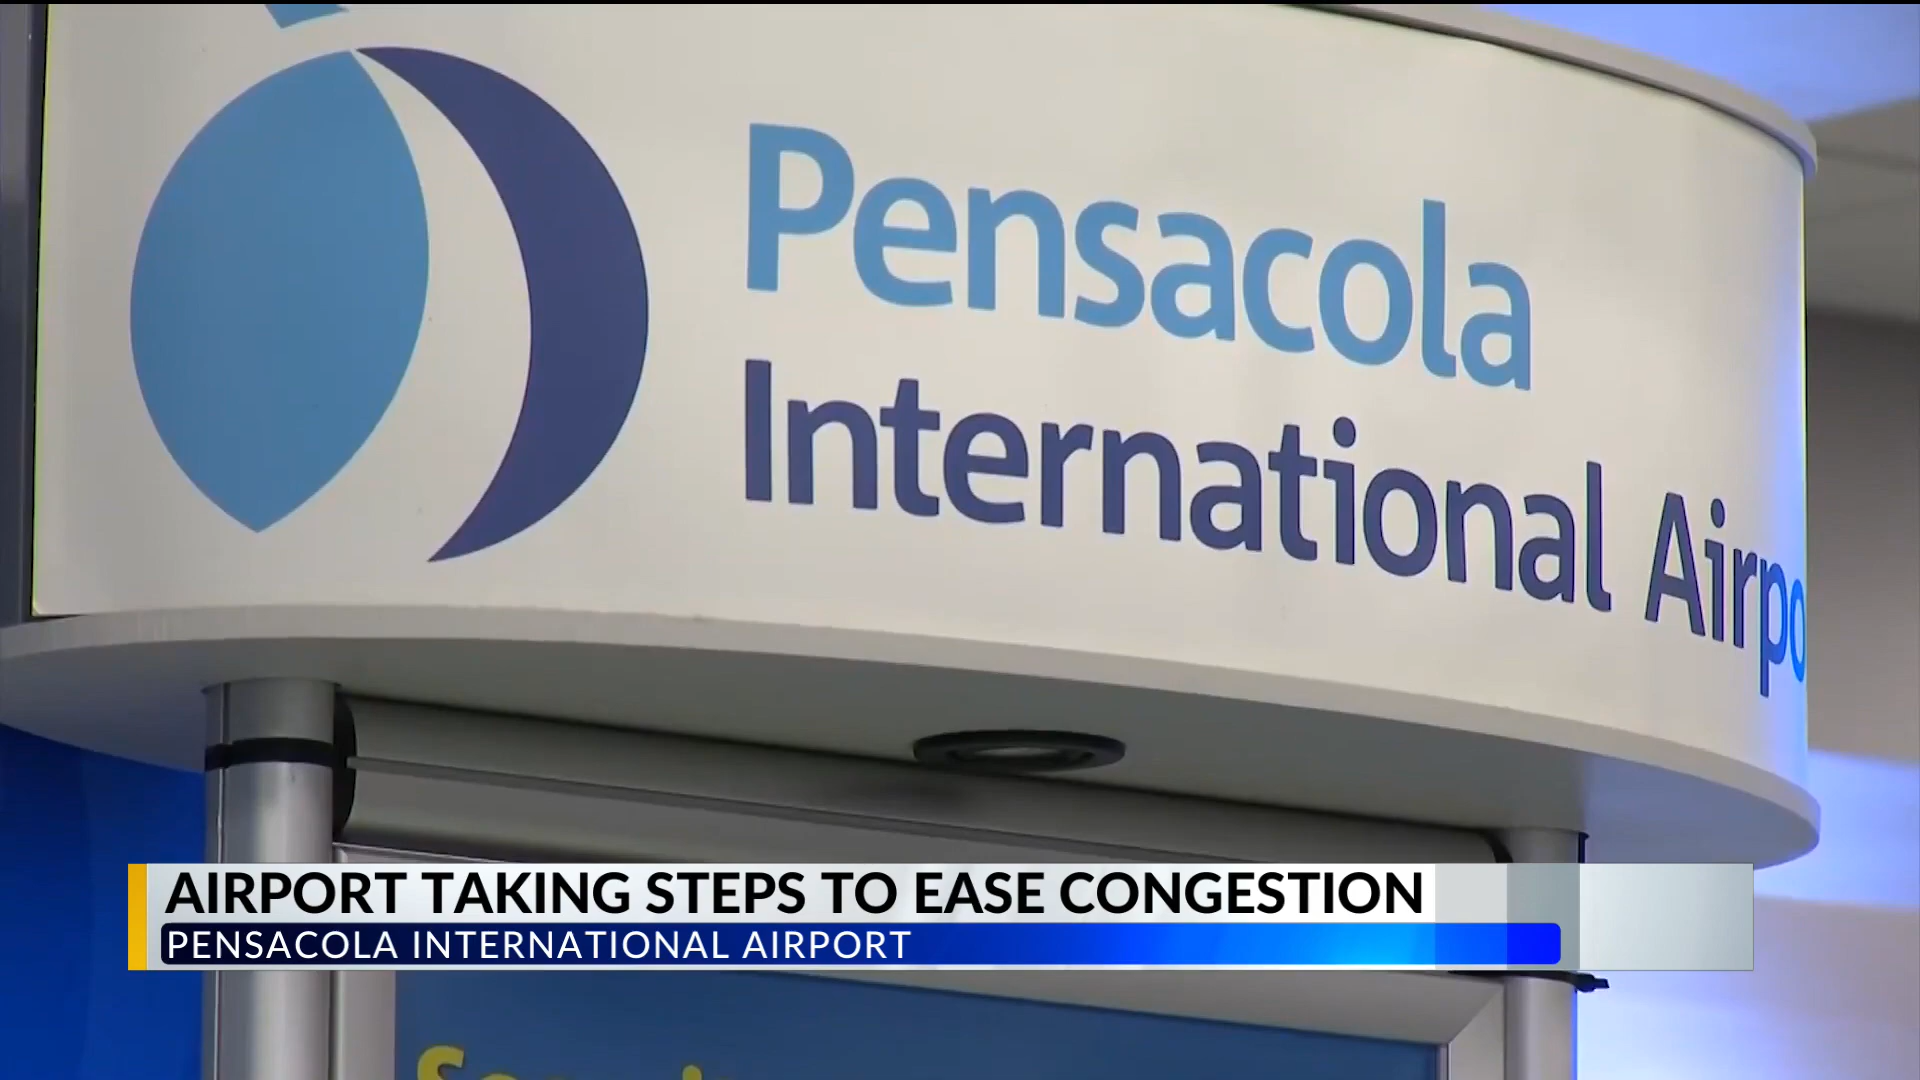 Pensacola
International Airpo
AIRPORT TAKING STEPS TO EASE CONGESTION
PENSACOLA INTERNATIONAL AIRPORT